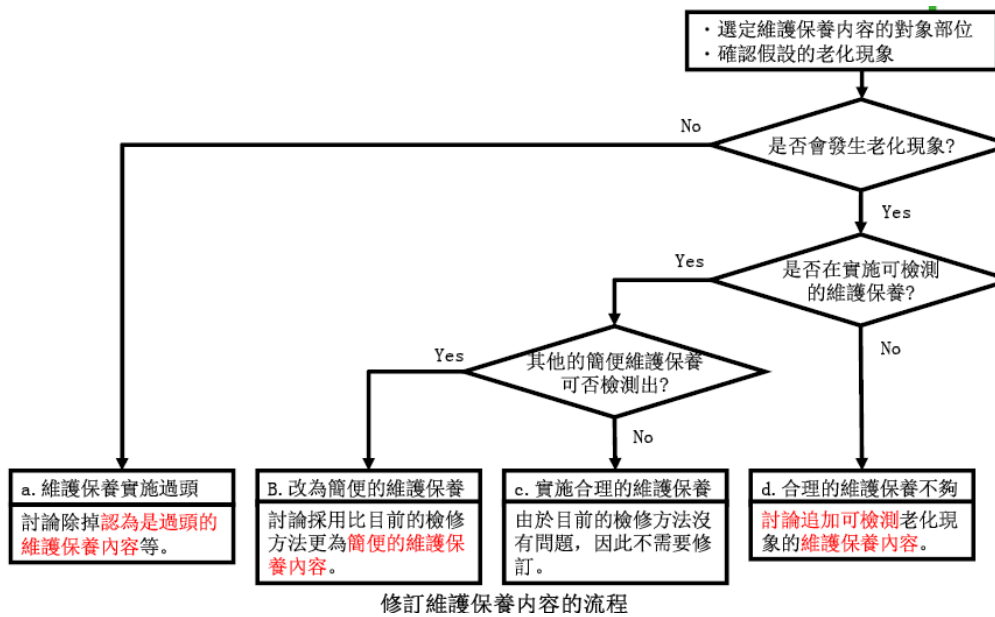 ・選定維護保養内容的對象部位
・確認假設的老化現象
No
是否會發生老化現象?
Yes
Yes
是否在實施可檢測
的維護保養?
No
Yes
其他的簡便維護保養
可否檢測出?
No
a.維護保養實施過頭
討論除掉認為是過頭的
維護保養內容等。
B.改為簡便的維護保養
討論採用比目前的檢修
方法更為簡便的維護保
養內容。
c.實施合理的維護保養
由於目前的檢修方法沒
有問題，因此不需要修
訂。
d.合理的維護保養不夠
討論追加可檢測老化現
象的維護保養內容。
修訂維護保養内容的流程